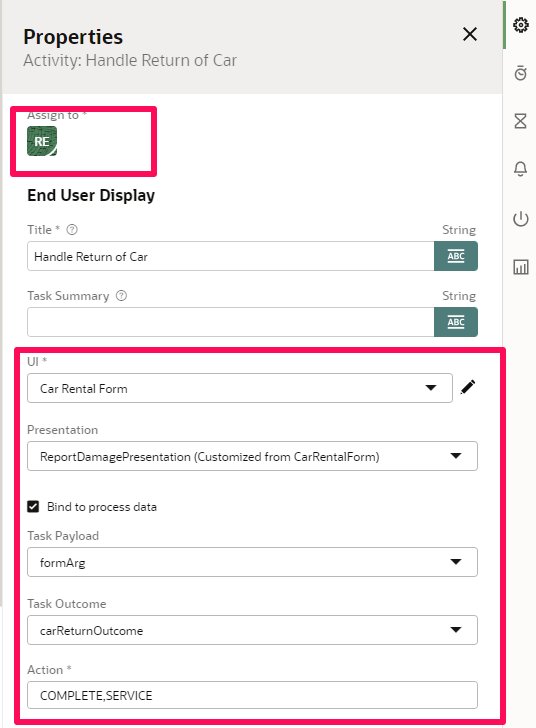 Properties
Activity: Handle Return of Car
Assign to *
RE
End User Display
Title * ? String
Handle Return of Car ABC
Task Summary ? String
ABC
UI *
Car Rental Form
Presentation
ReportDamagePresentation (Customized from CarRentalForm)
Bind to process data
Task Payload
formArg
Task Outcome
carReturnOutcome
Action *
COMPLETE,SERVICE